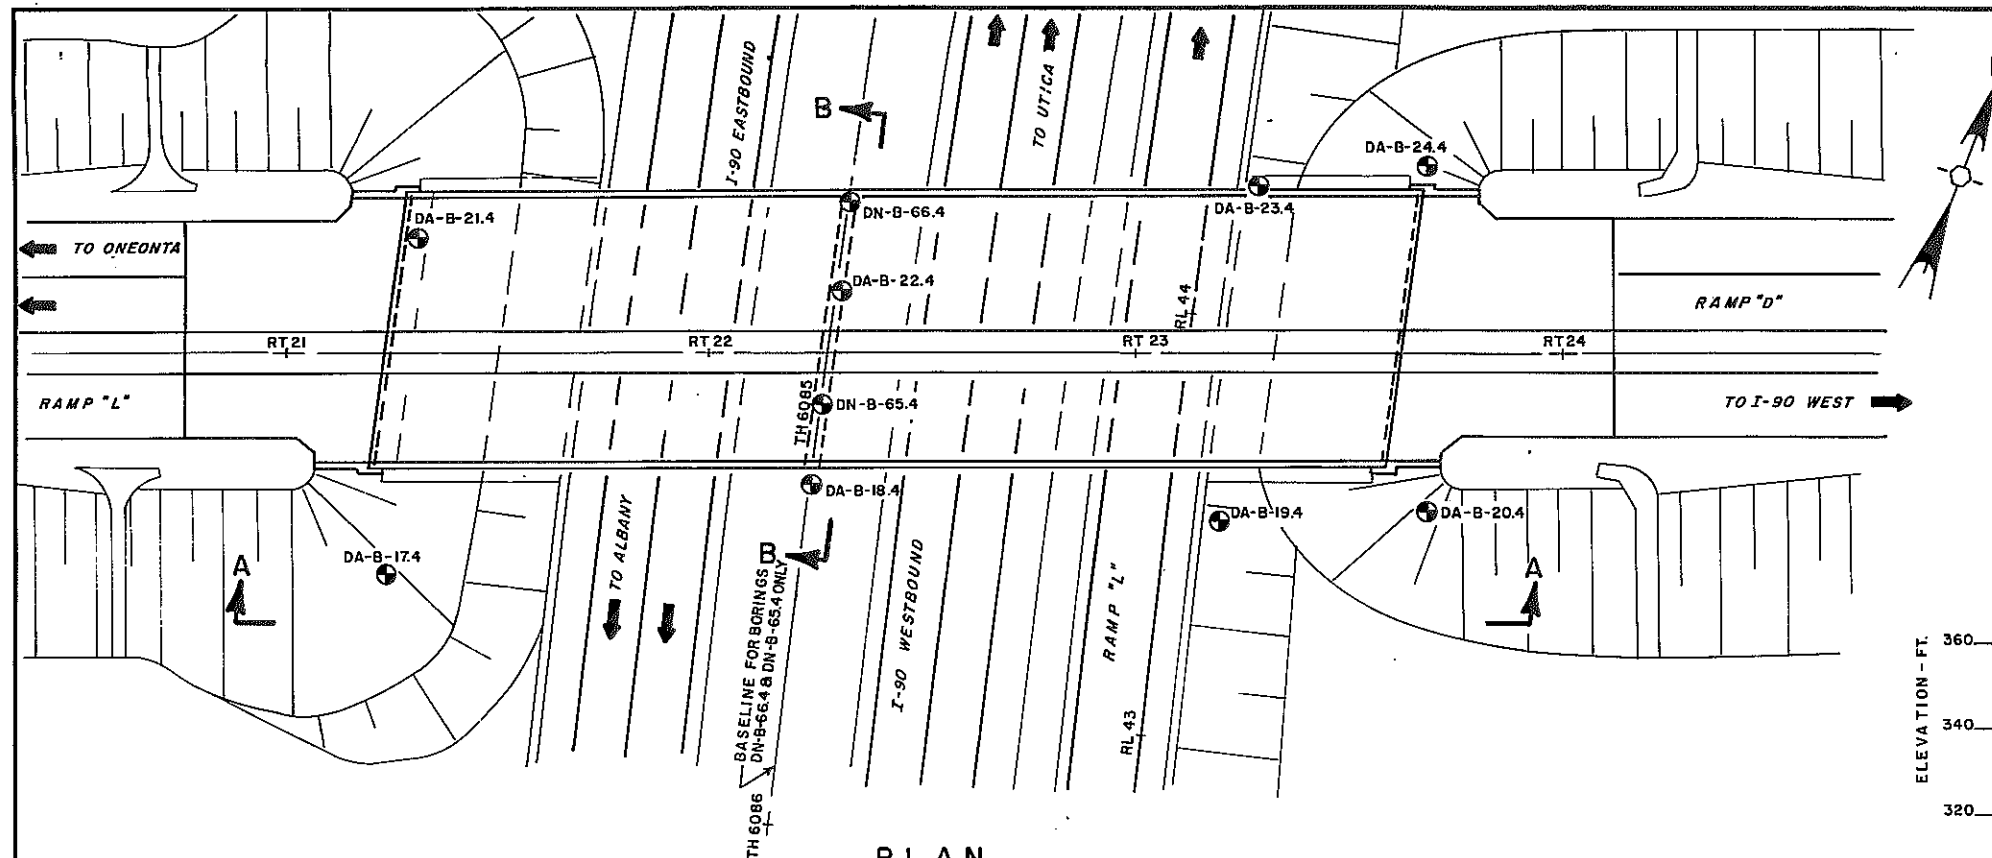 I-90 EASTBOUND
TO UTICA
B
DA-B-24.4
DA-B-21.4
DN-B-66.4
DA-B-23.4
TO ONEONTA
DA-B-22.4
RL 44
RAMP "D"
RT 21
RT 22
RT 23
RT 24
RAMP "L"
TH 6085
DN-B-65.4
TO I-90 WEST
DA-B-18.4
DA-B-19.4
DA-B-20.4
TO ALBANY
B
DA-B-17.4
A
A
BASELINE FOR BORINGS
DN-B-66.4 & DN-B-65.4 ONLY
I-90 WESTBOUND
RAMP "L"
RL 43
TH 6086
ELEVATION - FT.
360
340
320
PLAN